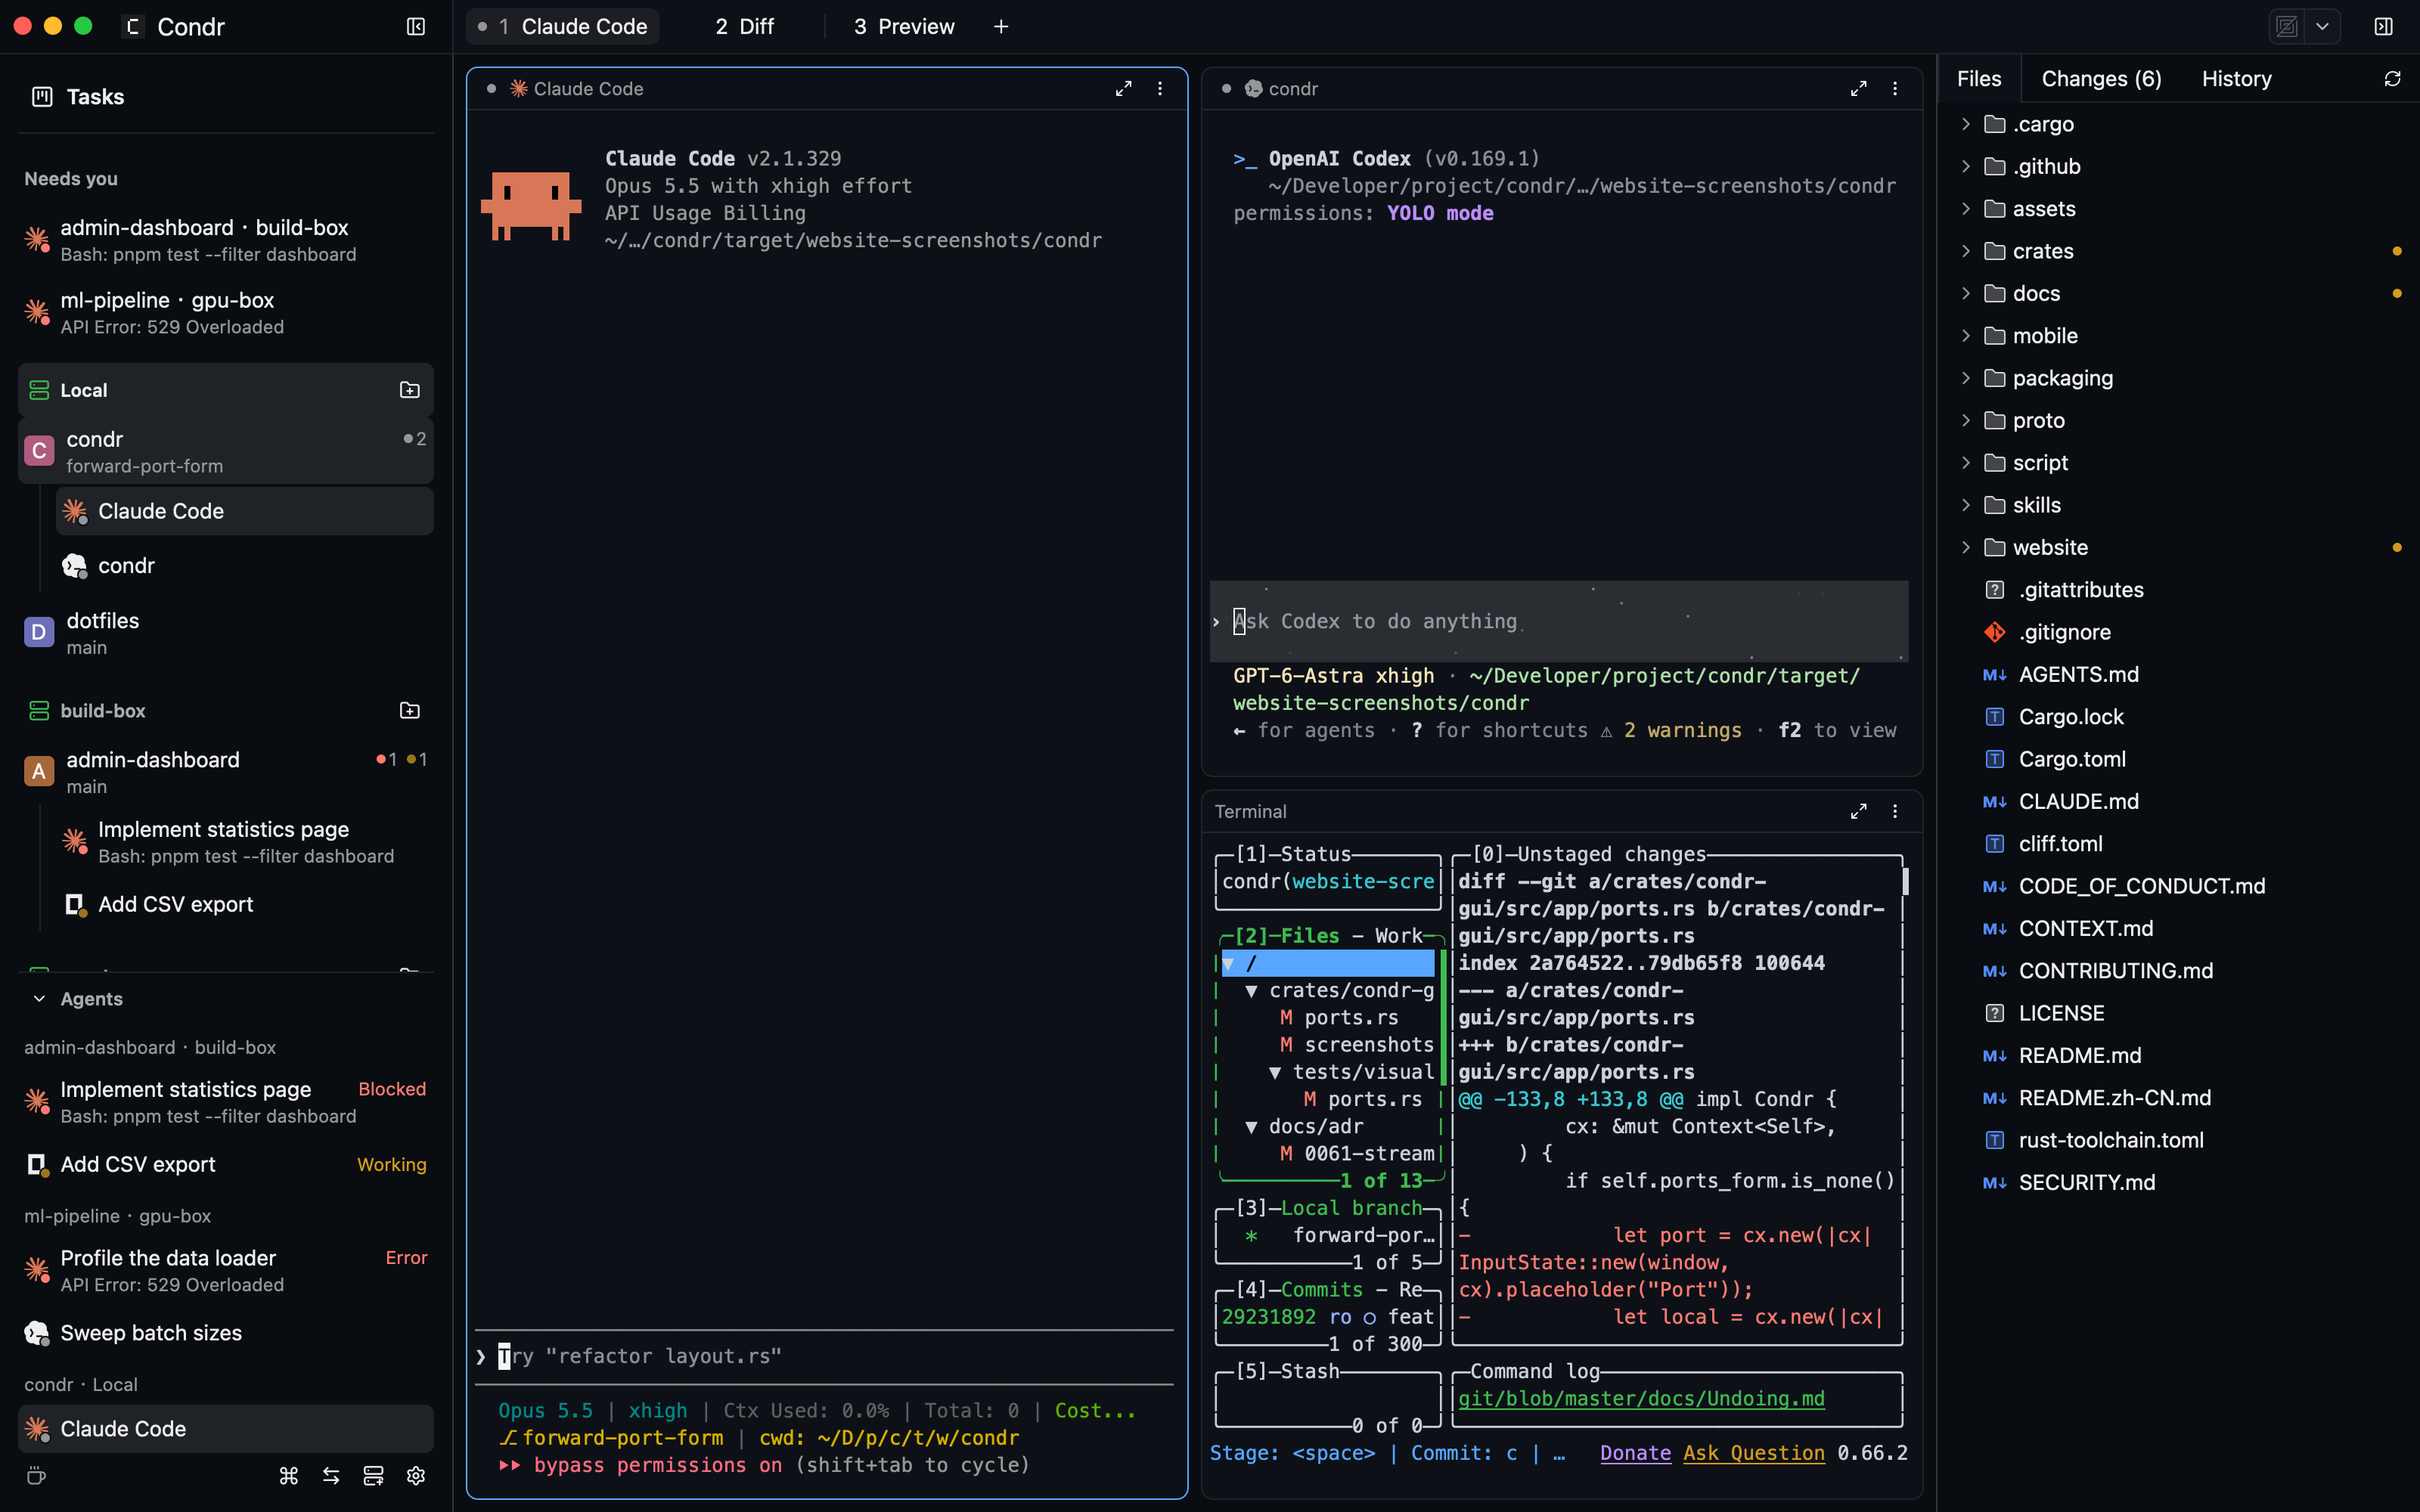 Condr
1 Claude Code
2 Diff
3 Preview
Tasks
Needs you
admin-dashboard · build-box
Bash: pnpm test --filter dashboard
ml-pipeline · gpu-box
API Error: 529 Overloaded
Local
C
condr
2
forward-port-form
Claude Code
condr
D
dotfiles
main
build-box
A
admin-dashboard
1 1
main
Implement statistics page
Bash: pnpm test --filter dashboard
Add CSV export
Agents
admin-dashboard · build-box
Implement statistics page
Blocked
Bash: pnpm test --filter dashboard
Add CSV export
Working
ml-pipeline · gpu-box
Profile the data loader
Error
API Error: 529 Overloaded
Sweep batch sizes
condr · Local
Claude Code
Claude Code
Claude Code v2.1.329
Opus 5.5 with xhigh effort
API Usage Billing
~/…/condr/target/website-screenshots/condr
❯ Try "refactor layout.rs"
Opus 5.5 | xhigh | Ctx Used: 0.0% | Total: 0 | Cost...
forward-port-form | cwd: ~/D/p/c/t/w/condr
bypass permissions on (shift+tab to cycle)
condr
>_ OpenAI Codex (v0.169.1)
~/Developer/project/condr/…/website-screenshots/condr
permissions: YOLO mode
› Ask Codex to do anything
GPT-6-Astra xhigh · ~/Developer/project/condr/target/
website-screenshots/condr
← for agents · ? for shortcuts ⚠ 2 warnings · f2 to view
Terminal
[1]-Status
condr(website-scre
[2]-Files - Work
▼ /
▼ crates/condr-g
M ports.rs
M screenshots
▼ tests/visual
M ports.rs
▼ docs/adr
M 0061-stream
1 of 13
[3]-Local branch
* forward-por…
1 of 5
[4]-Commits - Re
29231892 ro ○ feat
1 of 300
[5]-Stash
0 of 0
[0]-Unstaged changes
diff --git a/crates/condr-
gui/src/app/ports.rs b/crates/condr-
gui/src/app/ports.rs
index 2a764522..79db65f8 100644
--- a/crates/condr-
gui/src/app/ports.rs
+++ b/crates/condr-
gui/src/app/ports.rs
@@ -133,8 +133,8 @@ impl Condr {
cx: &mut Context<Self>,
) {
if self.ports_form.is_none()
{
- let port = cx.new(|cx|
InputState::new(window,
cx).placeholder("Port"));
- let local = cx.new(|cx|
Command log
git/blob/master/docs/Undoing.md
Stage: <space> | Commit: c | … Donate Ask Question 0.66.2
Files
Changes (6)
History
.cargo
.github
assets
crates
docs
mobile
packaging
proto
script
skills
website
? .gitattributes
.gitignore
M↓ AGENTS.md
T Cargo.lock
T Cargo.toml
M↓ CLAUDE.md
T cliff.toml
M↓ CODE_OF_CONDUCT.md
M↓ CONTEXT.md
M↓ CONTRIBUTING.md
? LICENSE
M↓ README.md
M↓ README.zh-CN.md
T rust-toolchain.toml
M↓ SECURITY.md